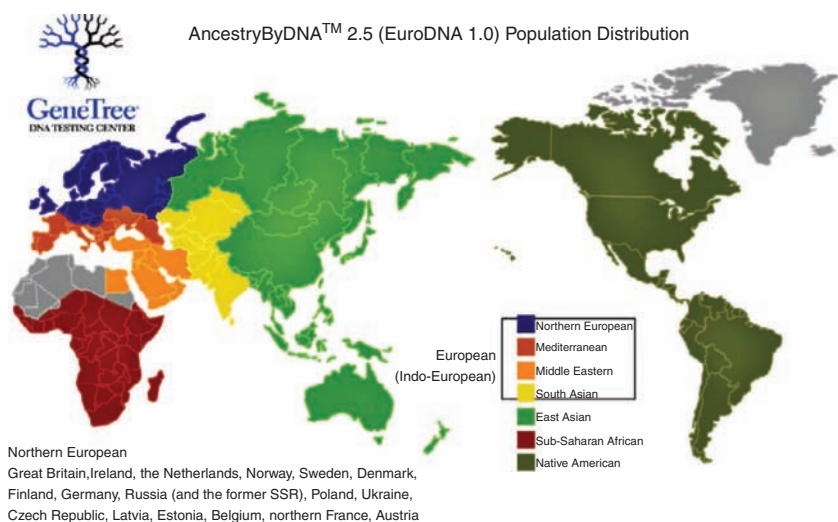 AncestryByDNA™ 2.5 (EuroDNA 1.0) Population Distribution
GeneTree
DNA TESTING CENTER
European
(Indo-European)
Northern European
Mediterranean
Middle Eastern
South Asian
East Asian
Sub-Saharan African
Native American
Northern European
Great Britain,Ireland, the Netherlands, Norway, Sweden, Denmark,
Finland, Germany, Russia (and the former SSR), Poland, Ukraine,
Czech Republic, Latvia, Estonia, Belgium, northern France, Austria